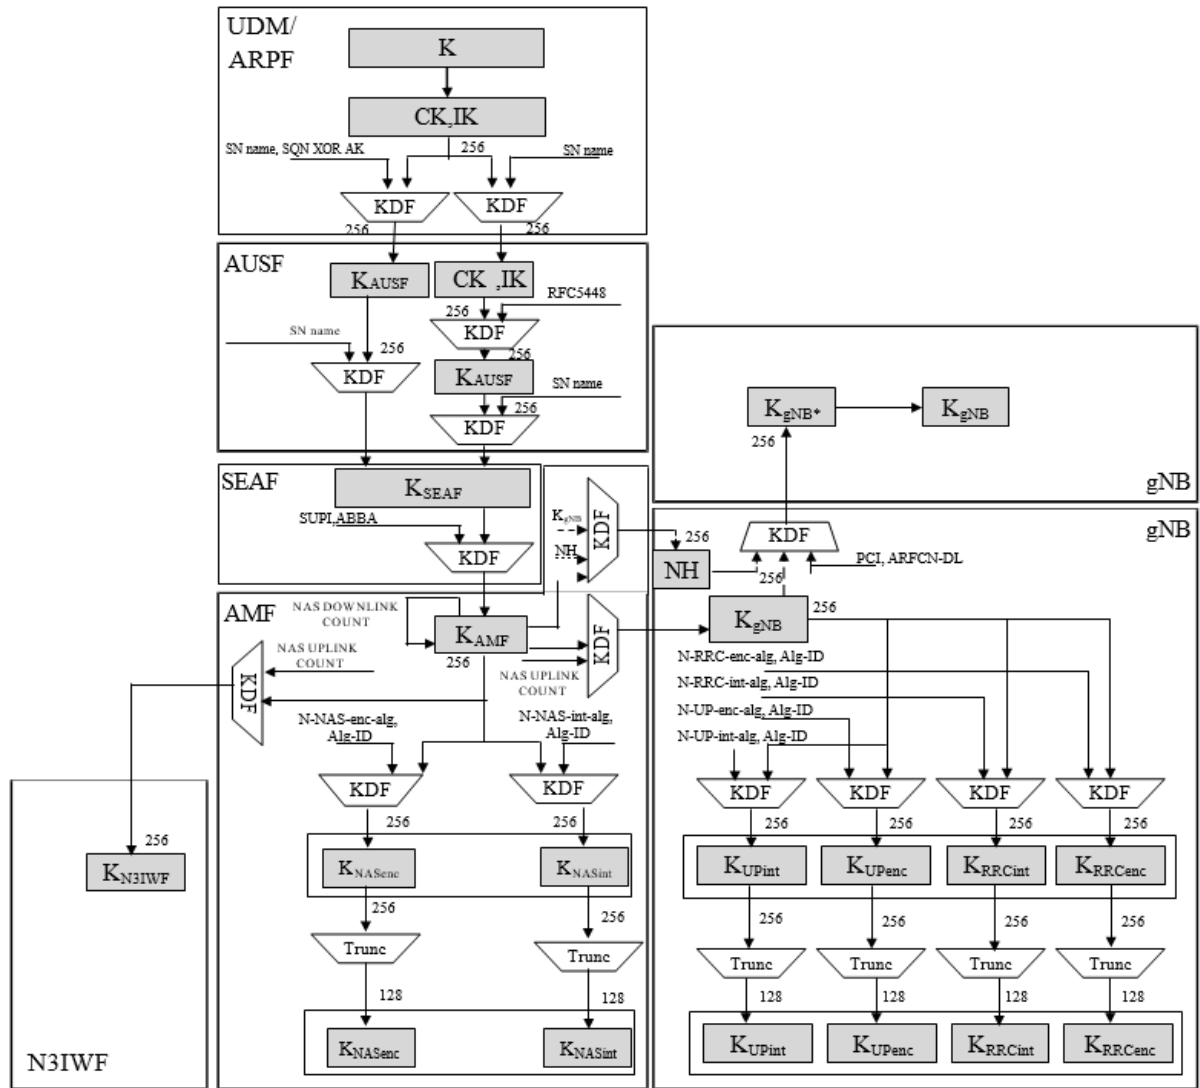 UDM/
ARPF
K
CK,IK
SN name, SQN XOR AK
256
SN name
KDF
KDF
256
256
AUSF
KAUSF
CK ,IK
RFC5448
256
KDF
SN name
256
256
KDF
KAUSF
SN name
256
KDF
KgNB*
KgNB
256
gNB
SEAF
KSEAF
SUPI,ABBA
KDF
KgNB
NH
KDF
256
NH
KDF
gNB
PCI, ARFCN-DL
256
AMF
NAS DOWNLINK
COUNT
KAMF
256
KDF
KgNB
256
NAS UPLINK
COUNT
KDF
NAS UPLINK
COUNT
N-RRC-enc-alg, Alg-ID
N-RRC-int-alg, Alg-ID
N-UP-enc-alg, Alg-ID
N-UP-int-alg, Alg-ID
N-NAS-enc-alg,
Alg-ID
N-NAS-int-alg,
Alg-ID
KDF
KDF
KDF
KDF
KDF
KDF
256
256
256
256
256
256
256
KN3IWF
KNASenc
KNASint
KUPint
KUPenc
KRRCint
KRRCenc
256
256
256
256
256
256
Trunc
Trunc
Trunc
Trunc
Trunc
Trunc
128
128
128
128
128
128
KNASenc
KNASint
KUPint
KUPenc
KRRCint
KRRCenc
N3IWF